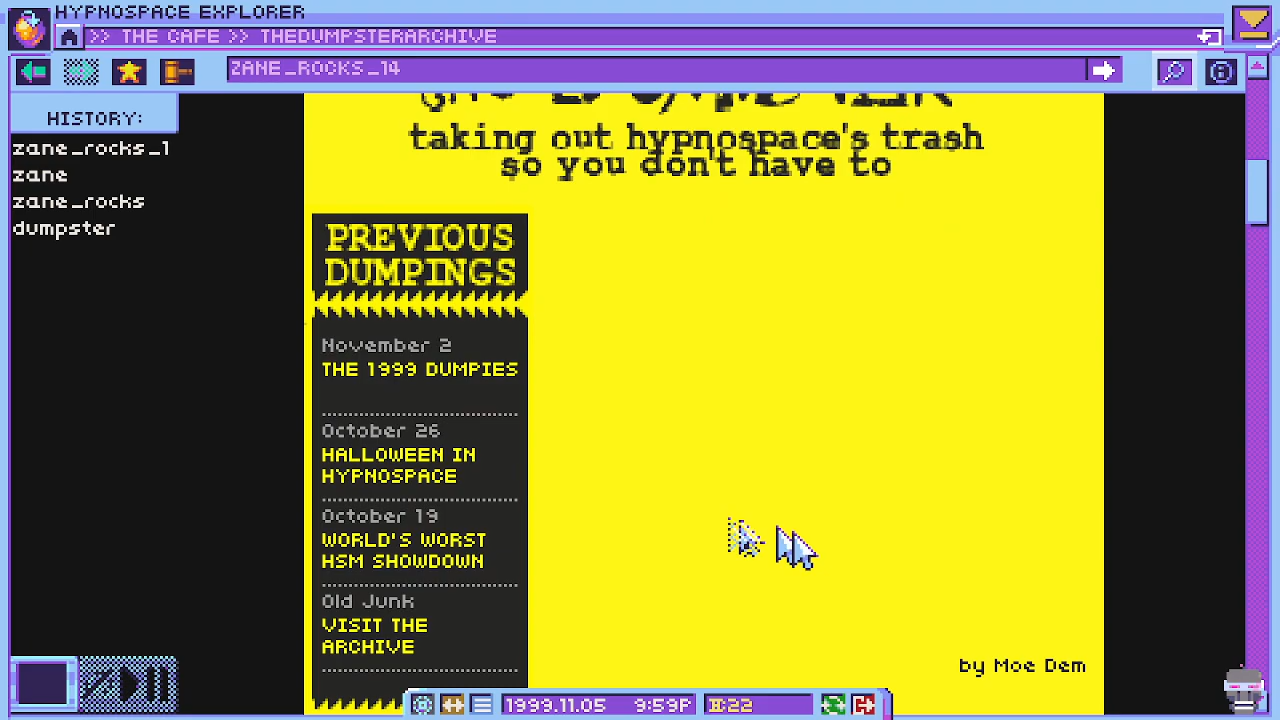 HYPNOSPACE EXPLORER
>> THE CAFE >> THEDUMPSTERARCHIVE
ZANE_ROCKS_14
HISTORY:
zane_rocks_1
zane
zane_rocks
dumpster
taking out hypnospace's trash
so you don't have to
PREVIOUS
DUMPINGS
November 2
THE 1999 DUMPIES
October 26
HALLOWEEN IN
HYPNOSPACE
October 19
WORLD'S WORST
HSM SHOWDOWN
Old Junk
VISIT THE
ARCHIVE
by Moe Dem
1999.11.05 9:59P
:22